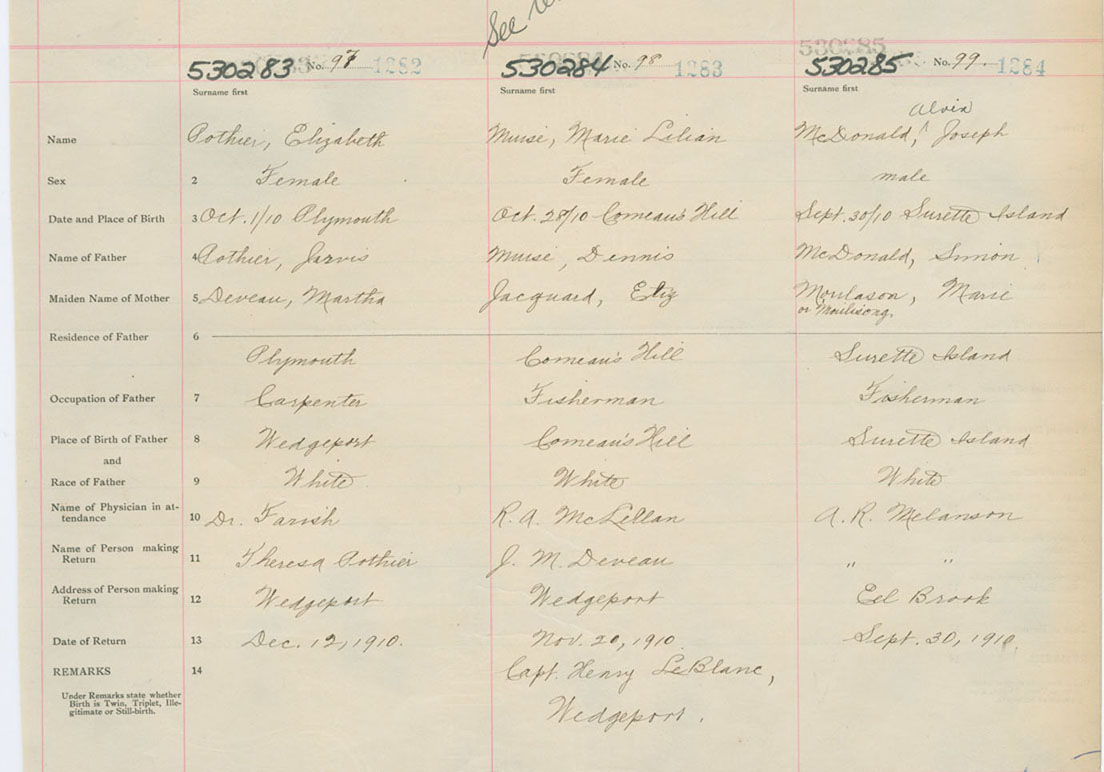 See
530285
530283 No. 97 1282 530284 No. 98 1283 530285 No. 99. 1284
Surname first Surname first Surname first
Alvin
Name Pothier, Elizabeth Muise, Marie Lilian McDonald, ^ Joseph
Sex 2 Female Female male
Date and Place of Birth 3 Oct. 1/10 Plymouth Oct. 28/10 Comeau's Hill Sept. 30/10 Surette Island
Name of Father 4 Pothier, Jarvis Muise, Dennis McDonald, Simon
Maiden Name of Mother 5 Deveau, Martha Jacquard, Eliz Moulason, Marie
or Moulisong.
Residence of Father 6
Plymouth Comeau's Hill Surette Island
Occupation of Father 7 Carpenter Fisherman Fisherman
Place of Birth of Father 8 Wedgeport Comeau's Hill Surette Island
and
Race of Father 9 White White White
Name of Physician in at-
tendance 10 Dr. Farish R. A. McLellan A. R. Melanson
Name of Person making
Return 11 Theresa Pothier J. M. Deveau " "
Address of Person making
Return 12 Wedgeport Wedgeport Eel Brook
Date of Return 13 Dec. 12, 1910. Nov. 20, 1910 Sept. 30, 1910.
REMARKS 14 Capt. Henry LeBlanc,
Under Remarks state whether
Birth is Twin, Triplet, Ille-
gitimate or Still-birth.
Wedgeport.